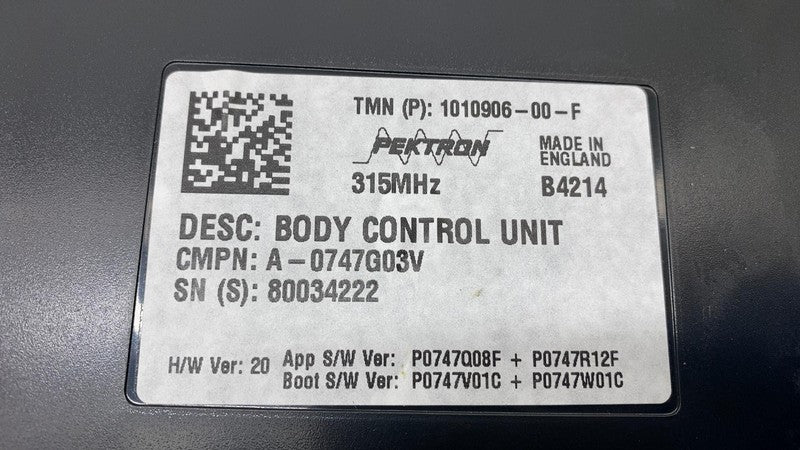 TMN (P): 1010906-00-F
PEKTRON
MADE IN
ENGLAND
315MHz
B4214
DESC: BODY CONTROL UNIT
CMPN: A-0747G03V
SN (S): 80034222
H/W Ver: 20
App S/W Ver: P0747Q08F + P0747R12F
Boot S/W Ver: P0747V01C + P0747W01C